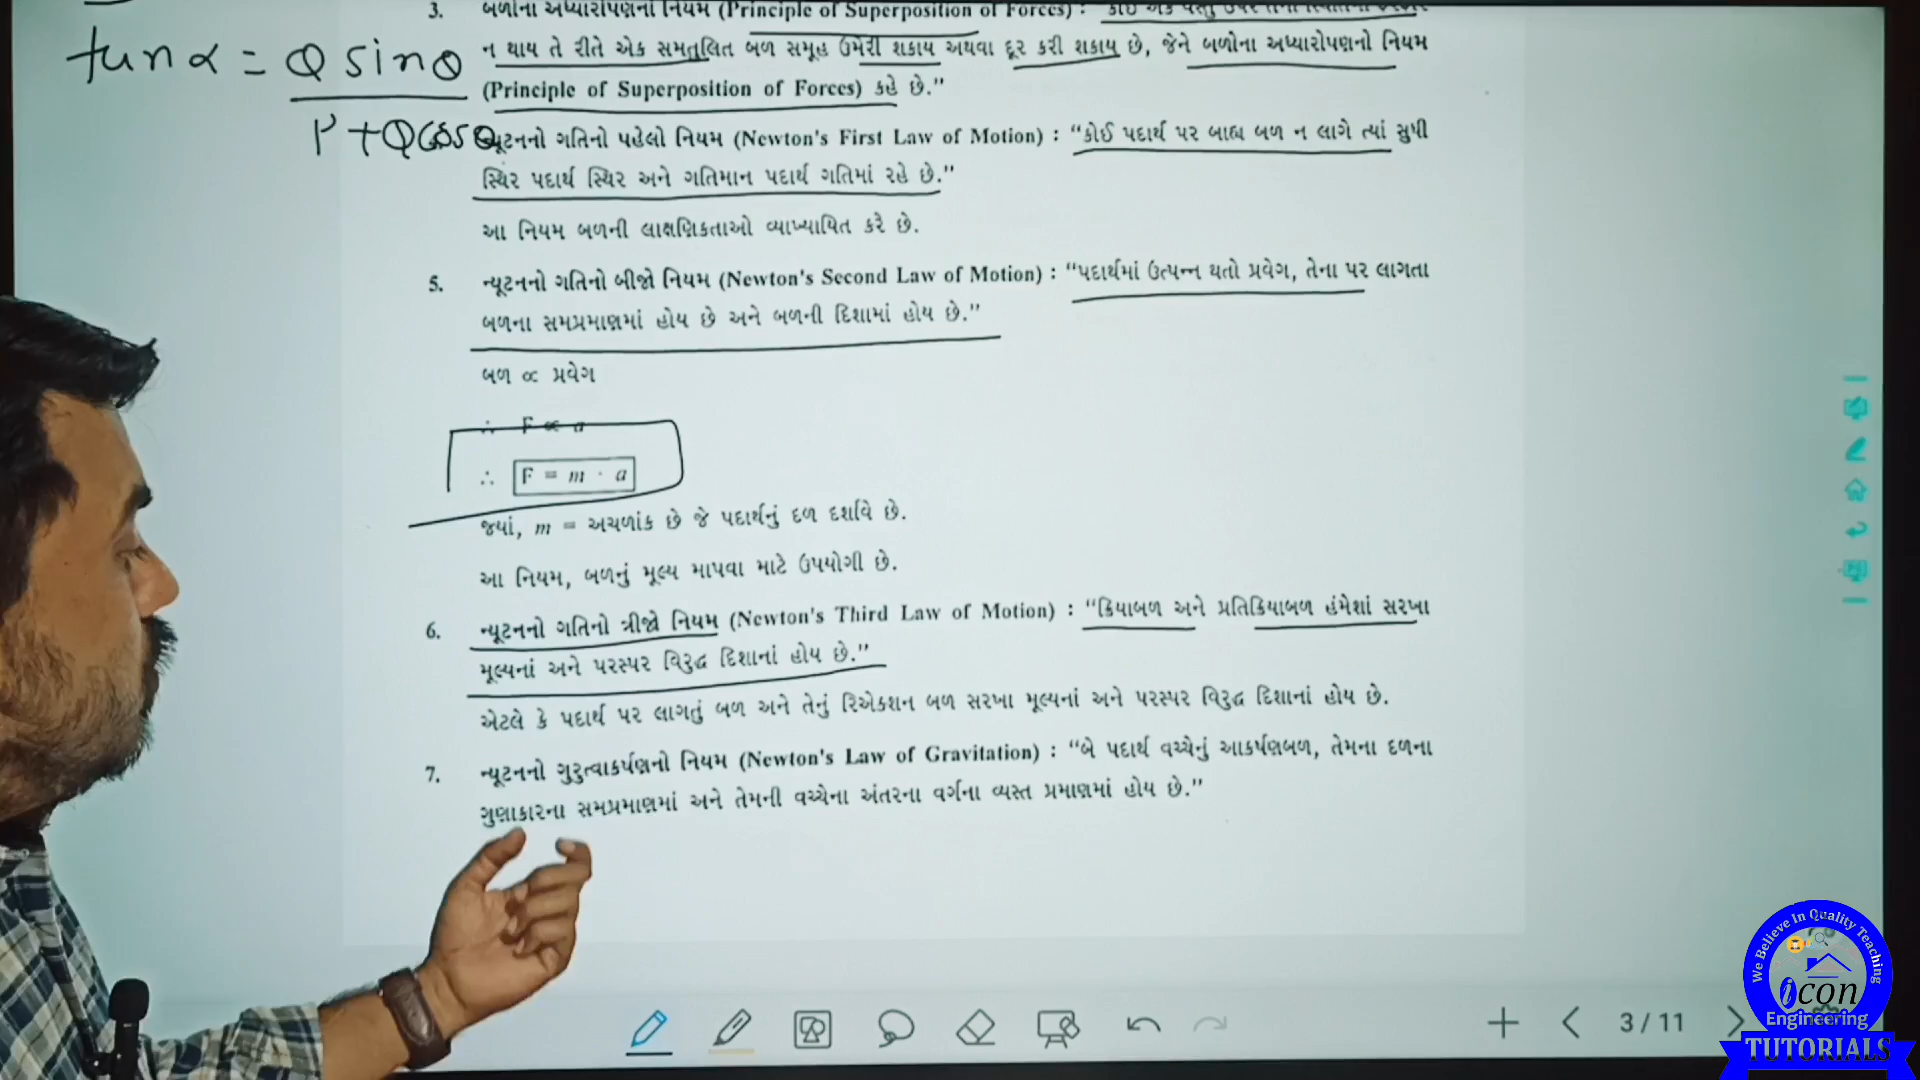 tanα = Q sinθ
P + Q cosθ
3. બળોના અધ્યારોપણનો નિયમ (Principle of Superposition of Forces) : "કોઈ એક વસ્તુ ઉપર તેની સ્થિતિમાં ફેરફાર
ન થાય તે રીતે એક સમતુલિત બળ સમૂહ ઉમેરી શકાય અથવા દૂર કરી શકાય છે, જેને બળોના અધ્યારોપણનો નિયમ
(Principle of Superposition of Forces) કહે છે."
ન્યૂટનનો ગતિનો પહેલો નિયમ (Newton's First Law of Motion) : "કોઈ પદાર્થ પર બાહ્ય બળ ન લાગે ત્યાં સુધી
સ્થિર પદાર્થ સ્થિર અને ગતિમાન પદાર્થ ગતિમાં રહે છે."
આ નિયમ બળની લાક્ષણિકતાઓ વ્યાખ્યાયિત કરે છે.
5. ન્યૂટનનો ગતિનો બીજો નિયમ (Newton's Second Law of Motion) : "પદાર્થમાં ઉત્પન્ન થતો પ્રવેગ, તેના પર લાગતા
બળના સમપ્રમાણમાં હોય છે અને બળની દિશામાં હોય છે."
બળ ∝ પ્રવેગ
∴ F ∝ a
∴ F = m · a
જ્યાં, m = અચળાંક છે જે પદાર્થનું દળ દર્શાવે છે.
આ નિયમ, બળનું મૂલ્ય માપવા માટે ઉપયોગી છે.
6. ન્યૂટનનો ગતિનો ત્રીજો નિયમ (Newton's Third Law of Motion) : "ક્રિયાબળ અને પ્રતિક્રિયાબળ હંમેશાં સરખા
મૂલ્યનાં અને પરસ્પર વિરુદ્ધ દિશાનાં હોય છે."
એટલે કે પદાર્થ પર લાગતું બળ અને તેનું રિએક્શન બળ સરખા મૂલ્યનાં અને પરસ્પર વિરુદ્ધ દિશાનાં હોય છે.
7. ન્યૂટનનો ગુરુત્વાકર્ષણનો નિયમ (Newton's Law of Gravitation) : "બે પદાર્થ વચ્ચેનું આકર્ષણબળ, તેમના દળના
ગુણાકારના સમપ્રમાણમાં અને તેમની વચ્ચેના અંતરના વર્ગના વ્યસ્ત પ્રમાણમાં હોય છે."
3 / 11
We Believe In Quality Teaching
icon
Engineering
TUTORIALS